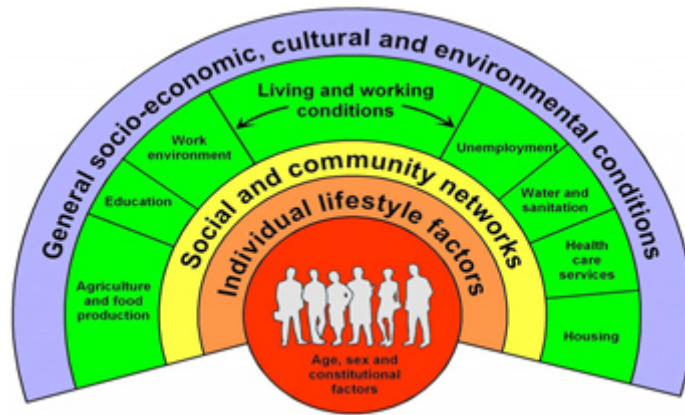 General socio-economic, cultural and environmental conditions
Living and working
conditions
Work
environment
Unemployment
Education
Water and
sanitation
Agriculture
and food
production
Health
care
services
Housing
Social and community networks
Individual lifestyle factors
Age, sex and
constitutional
factors